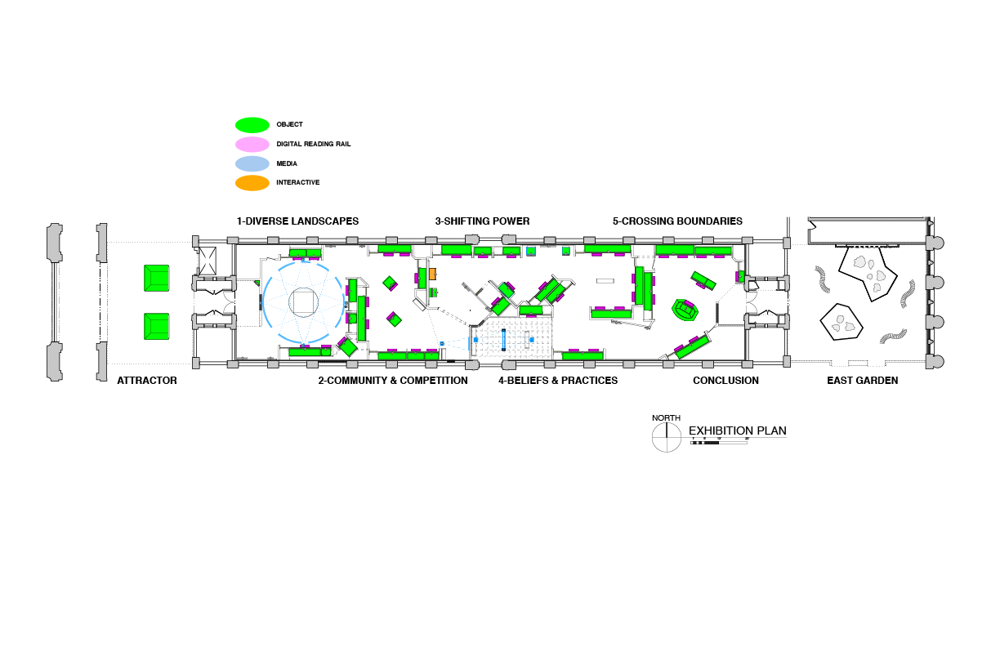 OBJECT
DIGITAL READING RAIL
MEDIA
INTERACTIVE
1-DIVERSE LANDSCAPES
3-SHIFTING POWER
5-CROSSING BOUNDARIES
ATTRACTOR
2-COMMUNITY & COMPETITION
4-BELIEFS & PRACTICES
CONCLUSION
EAST GARDEN
NORTH
EXHIBITION PLAN